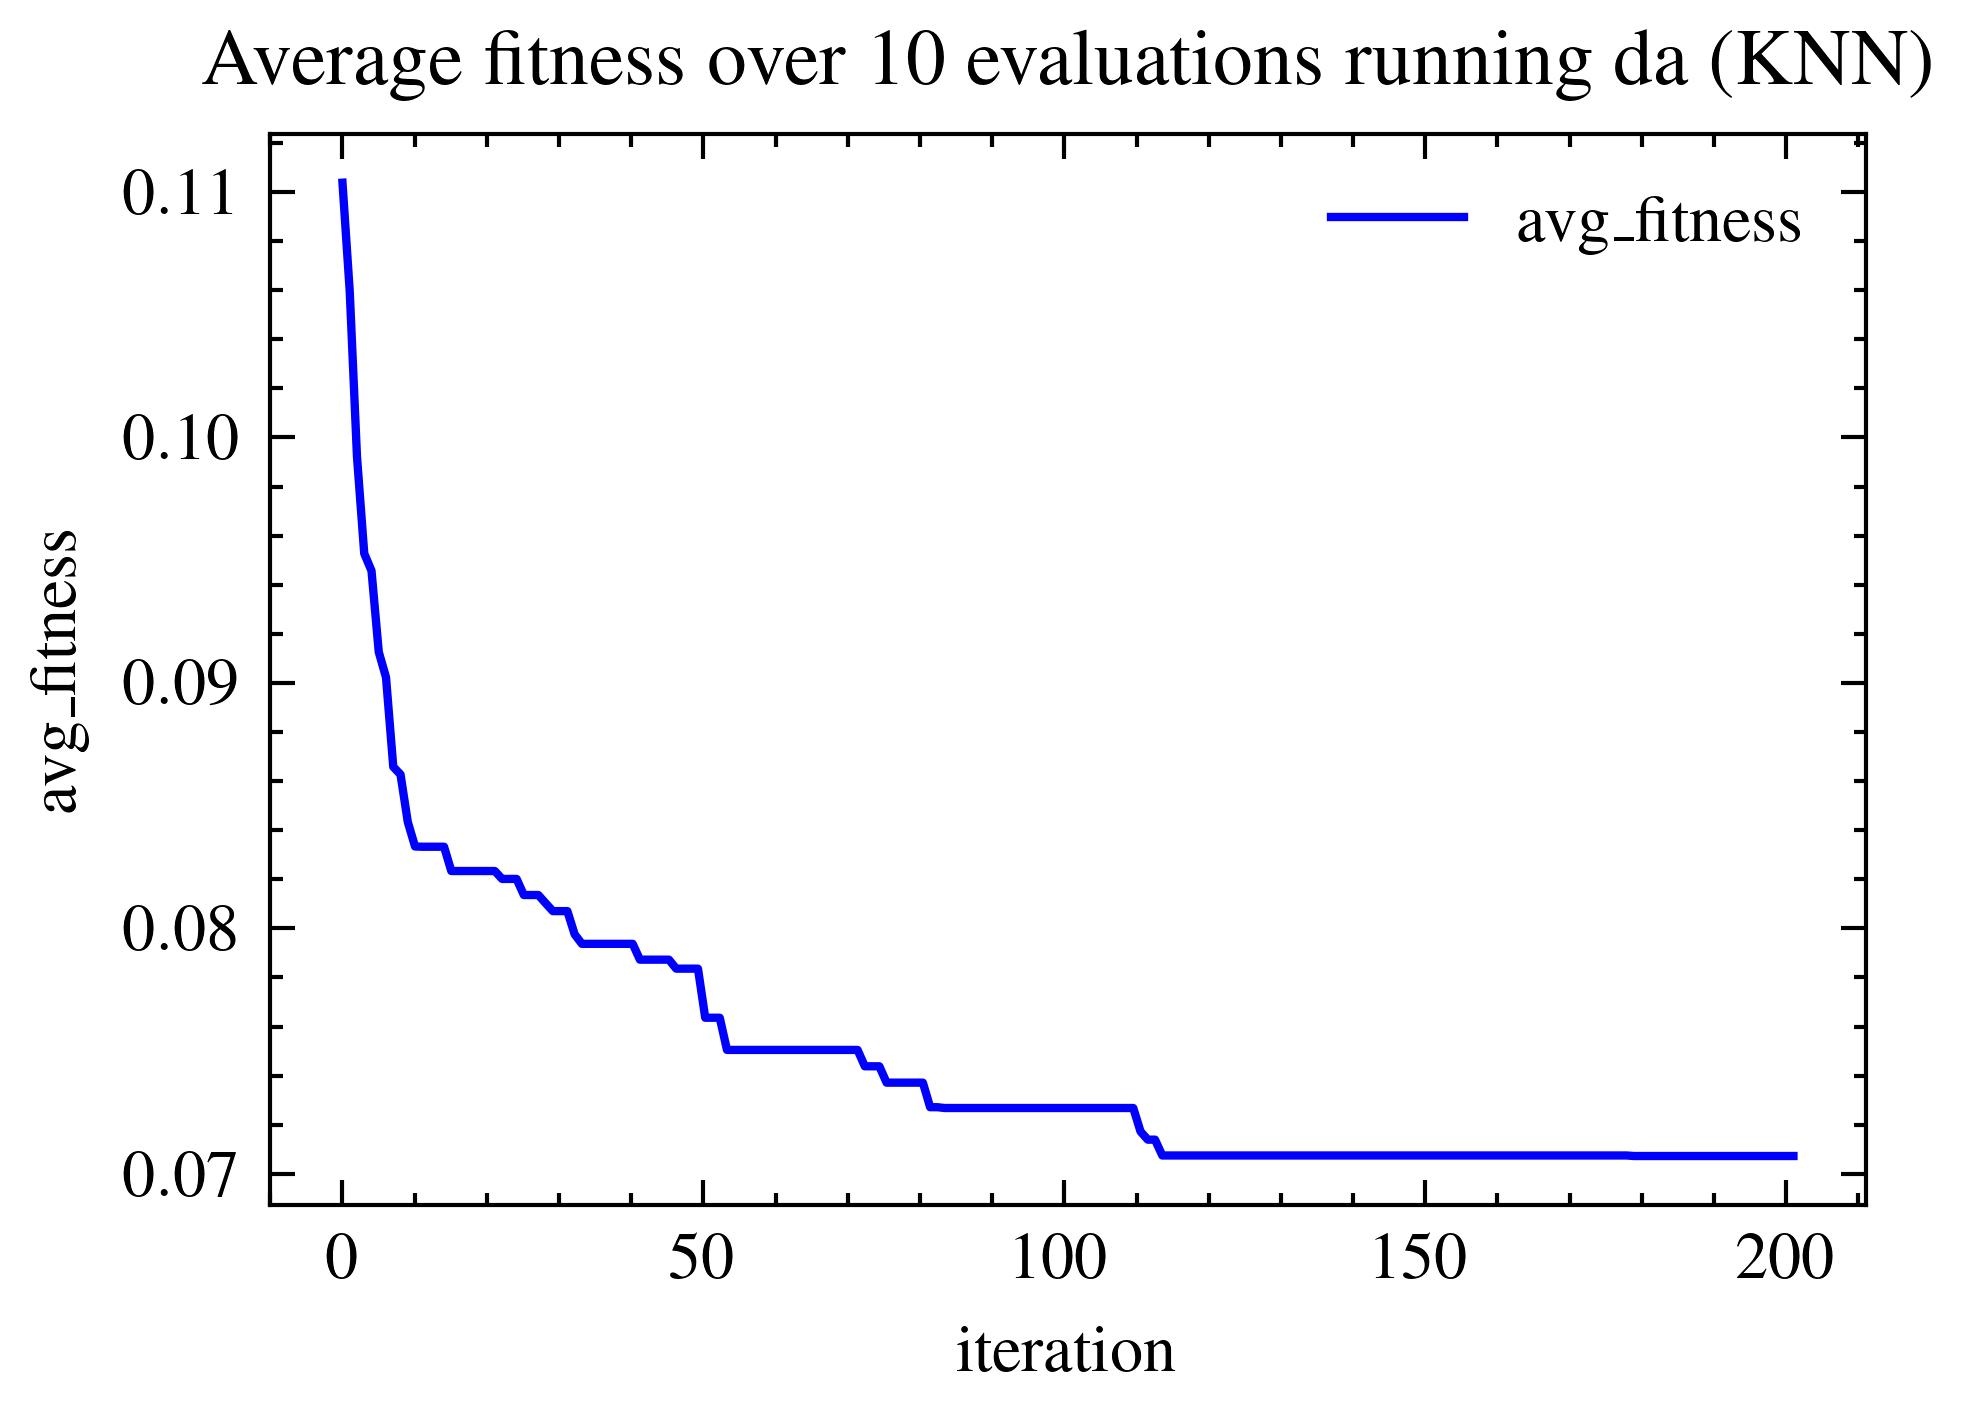 Average fitness over 10 evaluations running da (KNN)
avg_fitness
0.11
0.10
0.09
0.08
0.07
avg_fitness
0 50 100 150 200
iteration